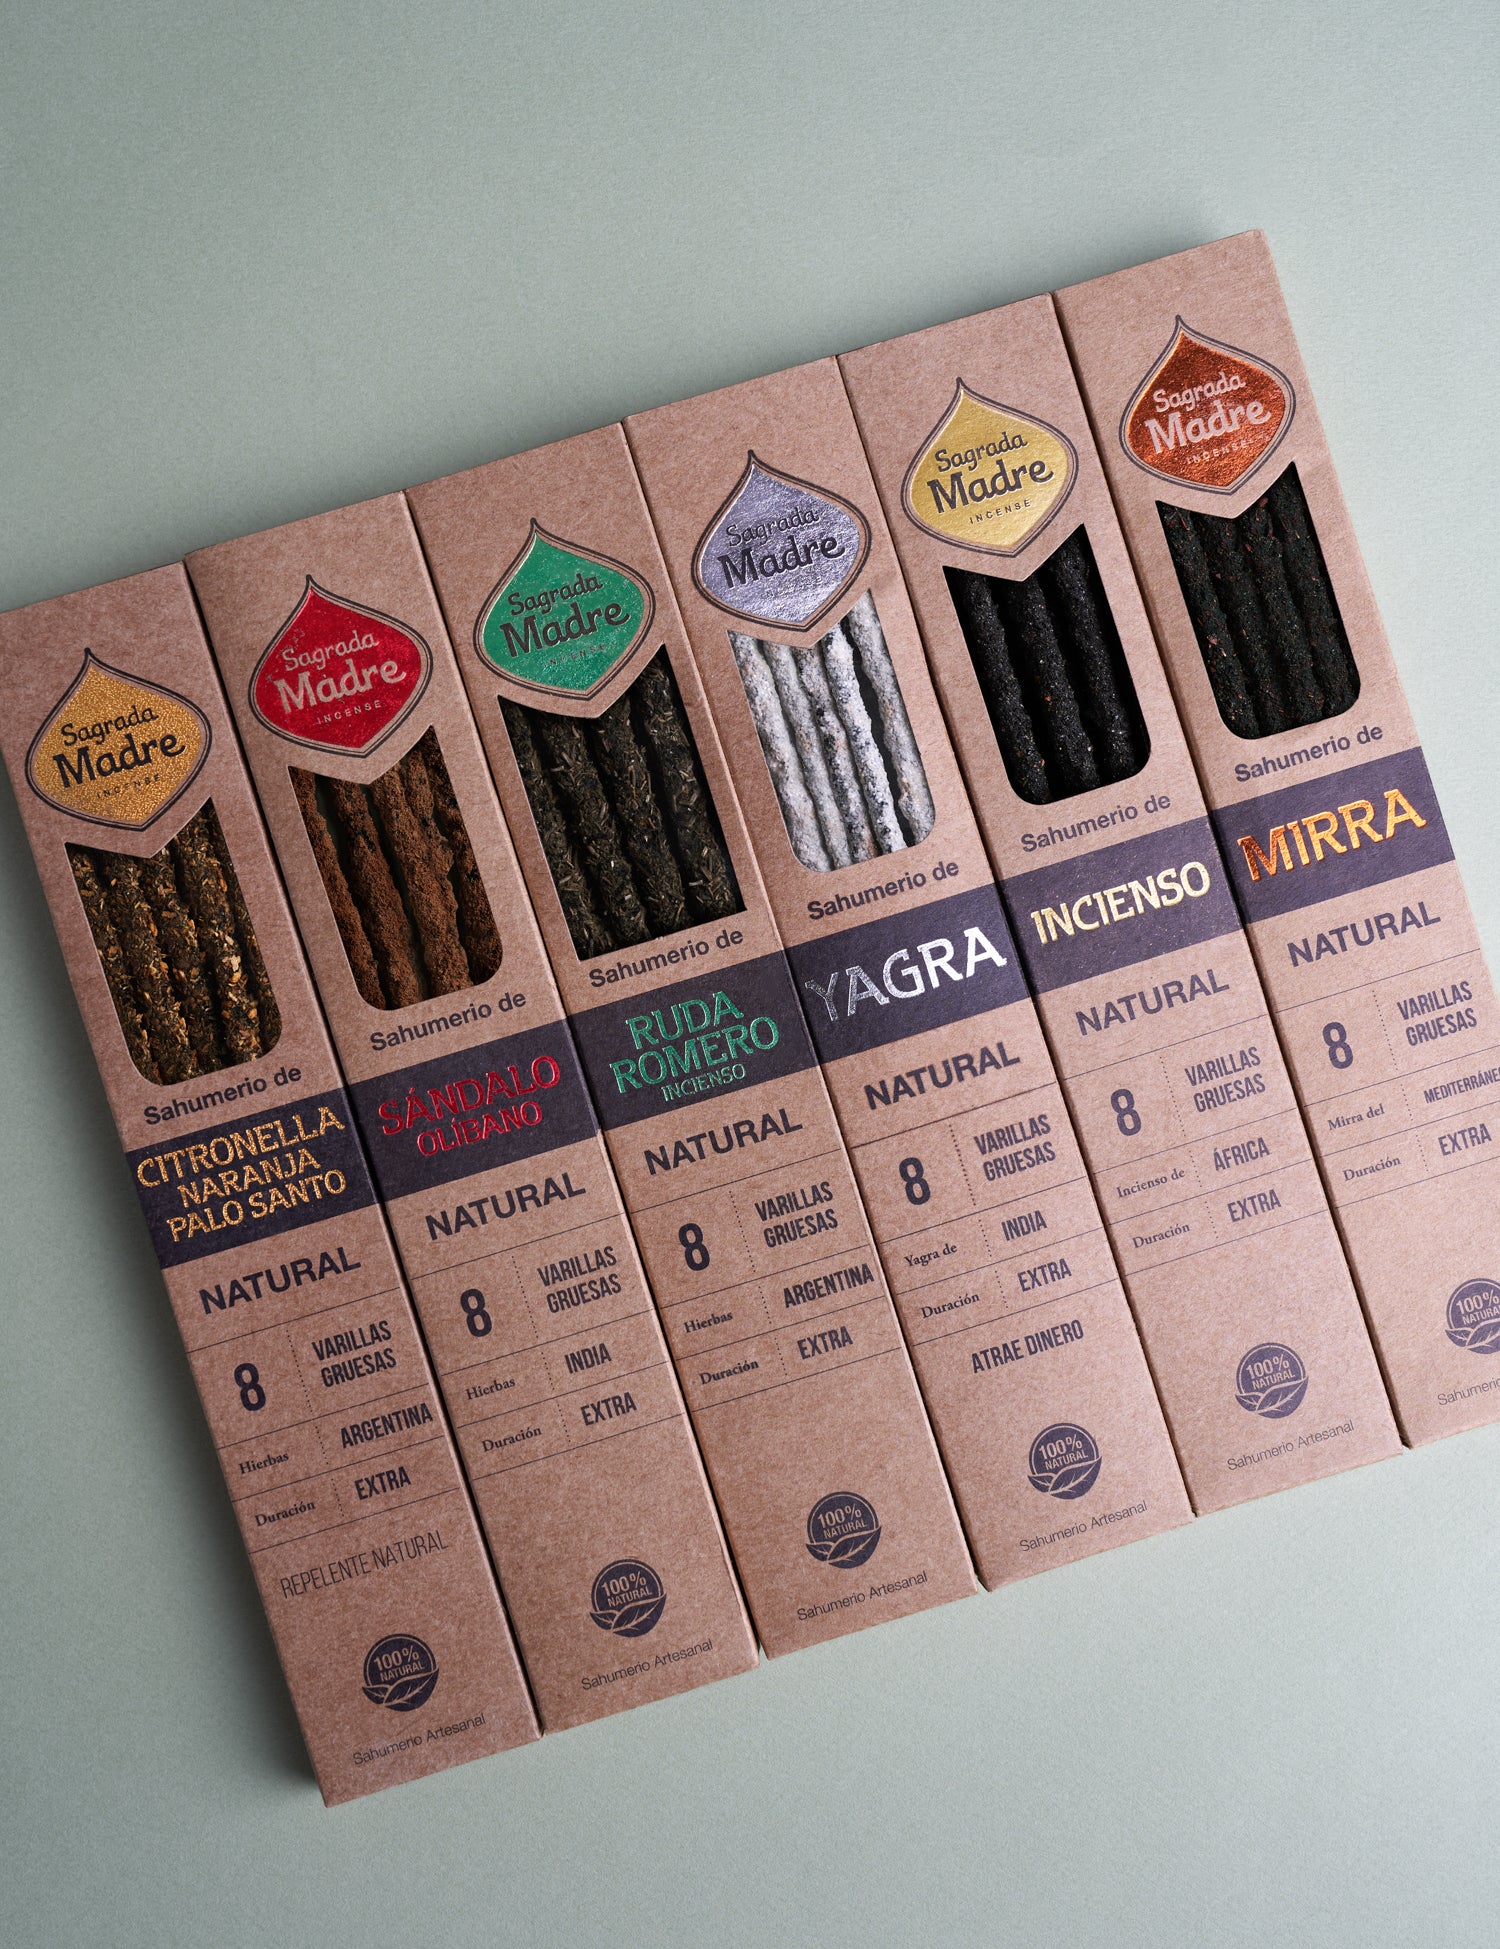 Sagrada
Madre
INCENSE
Sahumerio de
CITRONELLA
NARANJA
PALO SANTO
NATURAL
8
VARILLAS
GRUESAS
Hierbas
ARGENTINA
Duración
EXTRA
REPELENTE NATURAL
100%
NATURAL
Sahumerio Artesanal
Sagrada
Madre
INCENSE
Sahumerio de
SÁNDALO
OLÍBANO
NATURAL
8
VARILLAS
GRUESAS
Hierbas
INDIA
Duración
EXTRA
100%
NATURAL
Sahumerio Artesanal
Sagrada
Madre
INCENSE
Sahumerio de
RUDA
ROMERO
INCIENSO
NATURAL
8
VARILLAS
GRUESAS
Hierbas
ARGENTINA
Duración
EXTRA
100%
NATURAL
Sahumerio Artesanal
Sagrada
Madre
Sahumerio de
YAGRA
NATURAL
8
VARILLAS
GRUESAS
Yagra de
INDIA
Duración
EXTRA
ATRAE DINERO
100%
NATURAL
Sahumerio Artesanal
Sagrada
Madre
INCENSE
Sahumerio de
INCIENSO
NATURAL
8
VARILLAS
GRUESAS
Incienso de
ÁFRICA
Duración
EXTRA
100%
NATURAL
Sahumerio Artesanal
Sagrada
Madre
INCENSE
Sahumerio de
MIRRA
NATURAL
8
VARILLAS
GRUESAS
Mirra del
Duración
EXTRA
100%
NATURAL
Sahumerio